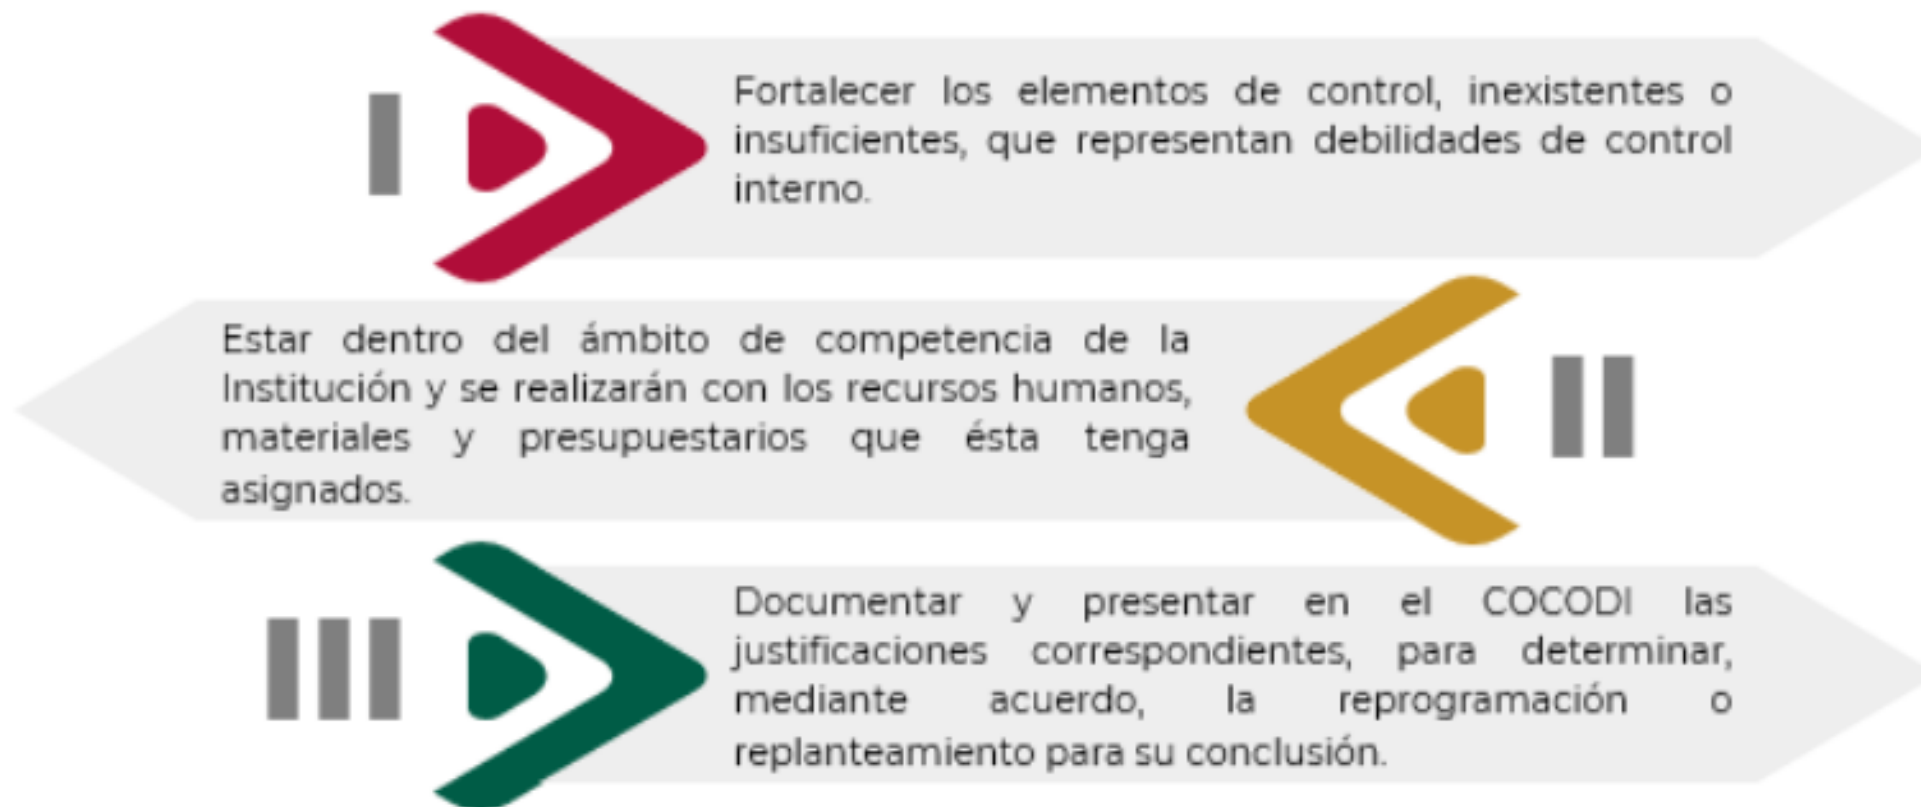 I
Fortalecer los elementos de control, inexistentes o
insuficientes, que representan debilidades de control
interno.
Estar dentro del ámbito de competencia de la
Institución y se realizarán con los recursos humanos,
materiales y presupuestarios que ésta tenga
asignados.
II
III
Documentar y presentar en el COCODI las
justificaciones correspondientes, para determinar,
mediante acuerdo, la reprogramación o
replanteamiento para su conclusión.